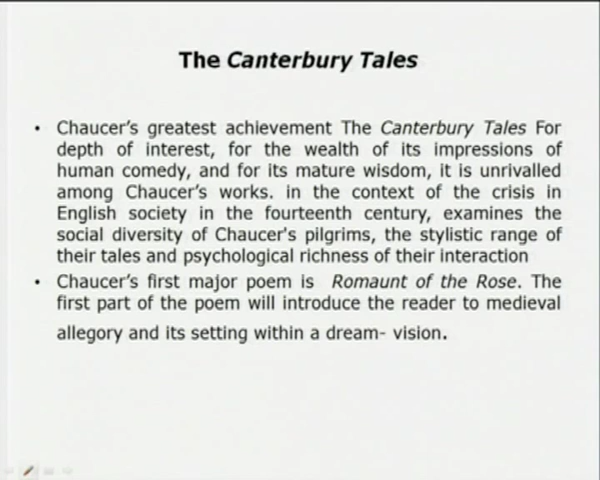 The Canterbury Tales
• Chaucer's greatest achievement The Canterbury Tales For
depth of interest, for the wealth of its impressions of
human comedy, and for its mature wisdom, it is unrivalled
among Chaucer's works. in the context of the crisis in
English society in the fourteenth century, examines the
social diversity of Chaucer's pilgrims, the stylistic range of
their tales and psychological richness of their interaction
• Chaucer's first major poem is Romaunt of the Rose. The
first part of the poem will introduce the reader to medieval
allegory and its setting within a dream- vision.